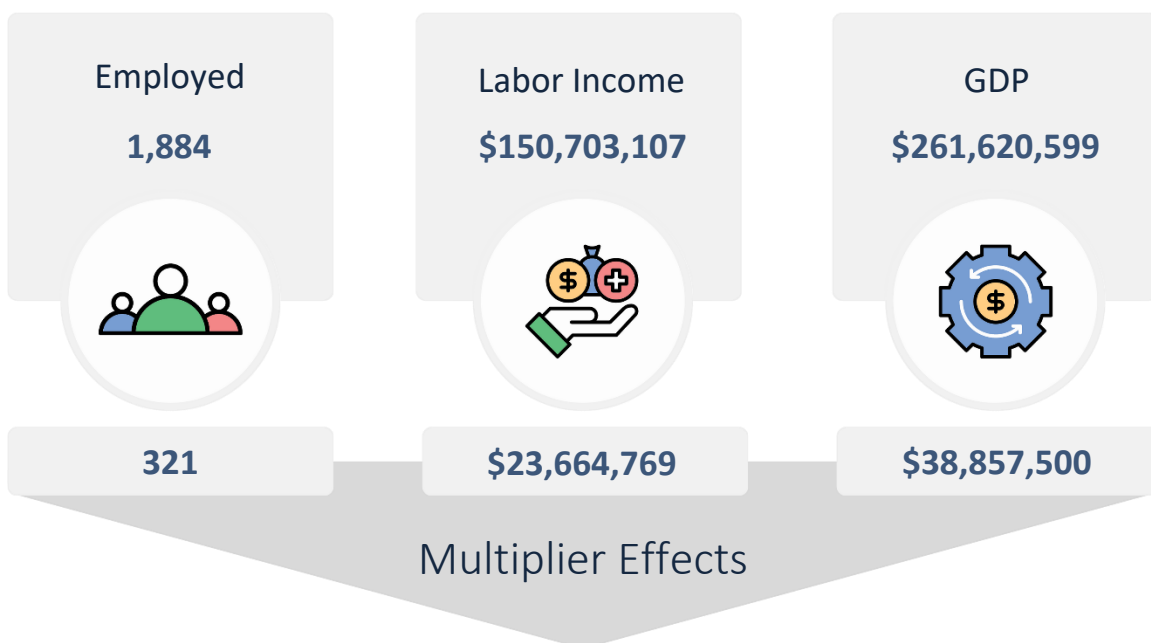 Employed
1,884
Labor Income
$150,703,107
GDP
$261,620,599
321
$23,664,769
$38,857,500
Multiplier Effects